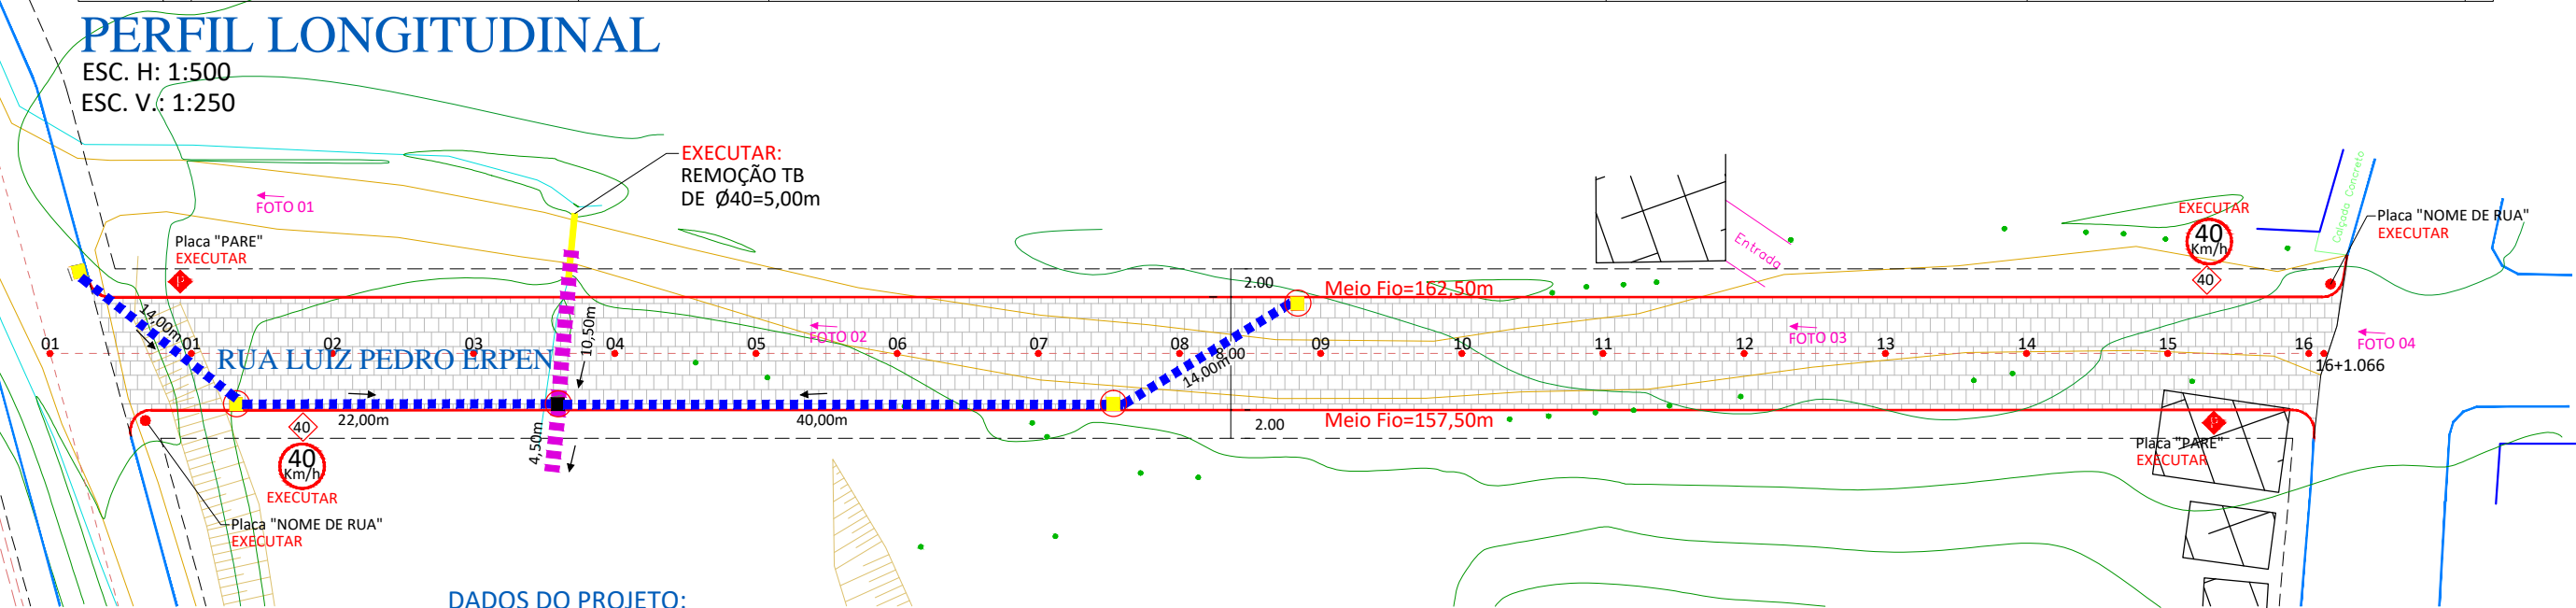 PERFIL LONGITUDINAL
ESC. H: 1:500
ESC. V.: 1:250
EXECUTAR:
REMOÇÃO TB
DE Ø40=5,00m
FOTO 01
Placa "PARE"
EXECUTAR
Entrada
EXECUTAR
40
Km/h
40
Calçada Concreto
Placa "NOME DE RUA"
EXECUTAR
2.00
Meio Fio=162,50m
14,00m
10,50m
FOTO 02
FOTO 03
FOTO 04
01
01
02
03
04
05
06
07
08
09
10
11
12
13
14
15
16
8,00
16+1.066
RUA LUIZ PEDRO ERPEN
14,00m
22,00m
40,00m
4,50m
2.00
Meio Fio=157,50m
40
40
Km/h
EXECUTAR
Placa "PARE"
EXECUTAR
Placa "NOME DE RUA"
EXECUTAR
DADOS DO PROJETO: